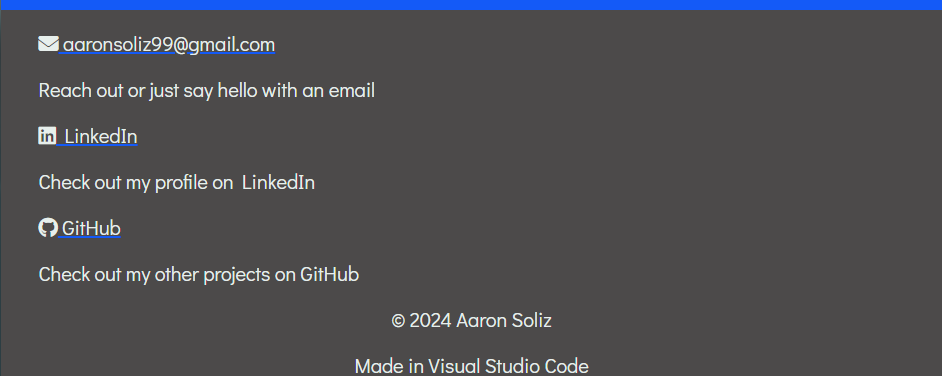 aaronsoliz99@gmail.com
Reach out or just say hello with an email
LinkedIn
Check out my profile on LinkedIn
GitHub
Check out my other projects on GitHub
© 2024 Aaron Soliz
Made in Visual Studio Code